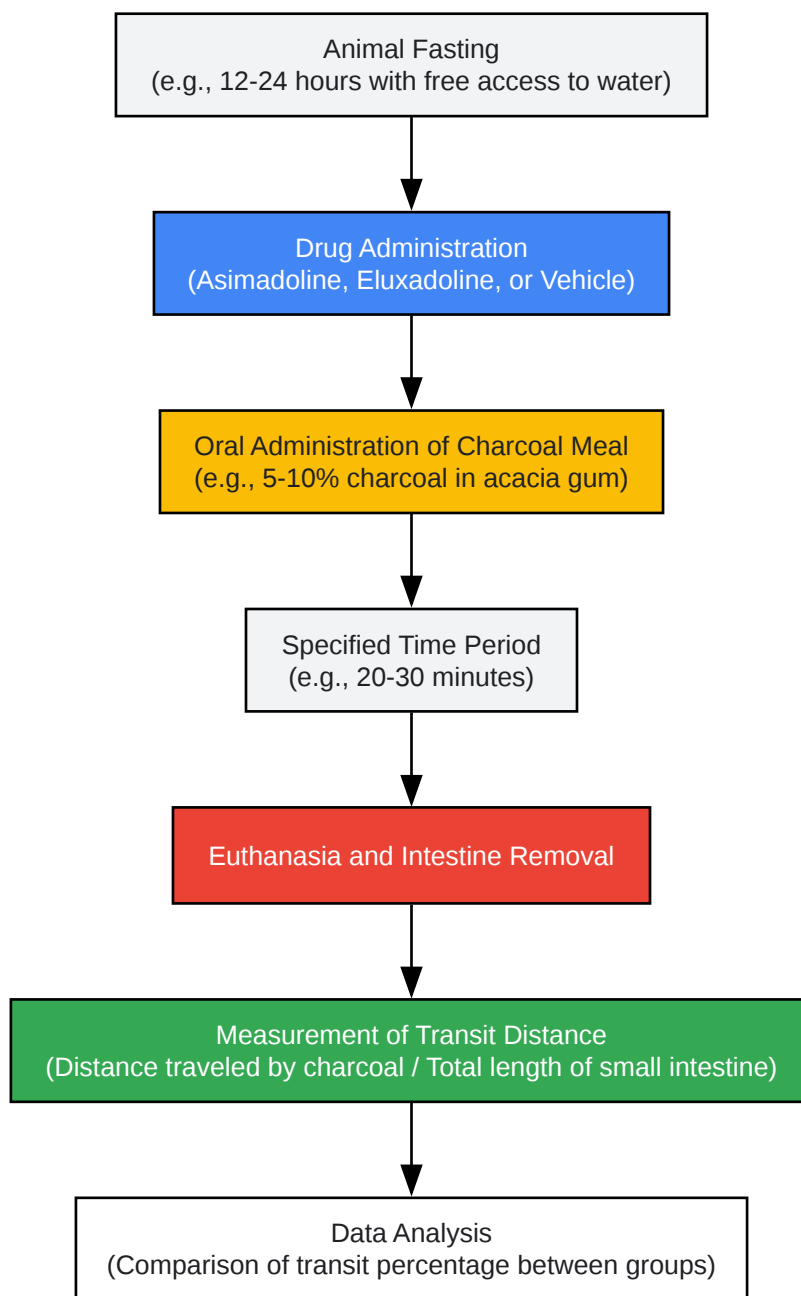 Animal Fasting
(e.g., 12-24 hours with free access to water)
Drug Administration
(Asimadoline, Eluxadoline, or Vehicle)
Oral Administration of Charcoal Meal
(e.g., 5-10% charcoal in acacia gum)
Specified Time Period
(e.g., 20-30 minutes)
Euthanasia and Intestine Removal
Measurement of Transit Distance
(Distance traveled by charcoal / Total length of small intestine)
Data Analysis
(Comparison of transit percentage between groups)